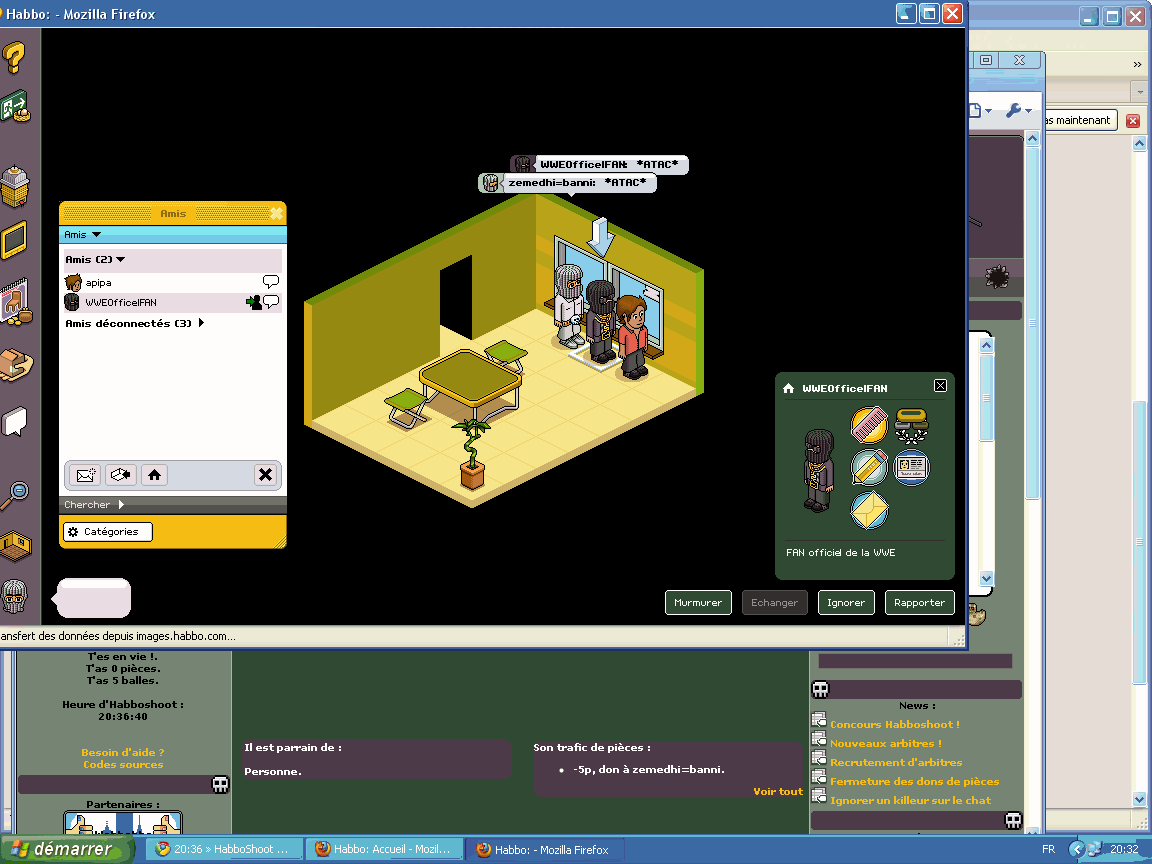 Habbo: - Mozilla Firefox
as maintenant
WWEOfficelFAN: *ATAC*
zemedhi=banni: *ATAC*
Amis
Amis
Amis (2)
apipa
WWEOfficelFAN
Amis déconnectés (3)
Chercher
Catégories
WWEOfficelFAN
FAN officiel de la WWE
Murmurer
Echanger
Ignorer
Rapporter
ansfert des données depuis images.habbo.com...
T'es en vie !.
T'as 0 pièces.
T'as 5 balles.
Heure d'Habboshoot :
20:36:40
Besoin d'aide ?
Codes sources
Partenaires :
Il est parrain de :
Personne.
Son trafic de pièces :
-5p, don à zemedhi=banni.
Voir tout
News :
Concours Habboshoot !
Nouveaux arbitres !
Recrutement d'arbitres
Fermeture des dons de pièces
Ignorer un killeur sur le chat
démarrer
20:36 » HabboShoot ...
Habbo: Accueil - Mozil...
Habbo: - Mozilla Firefox
FR
20:32